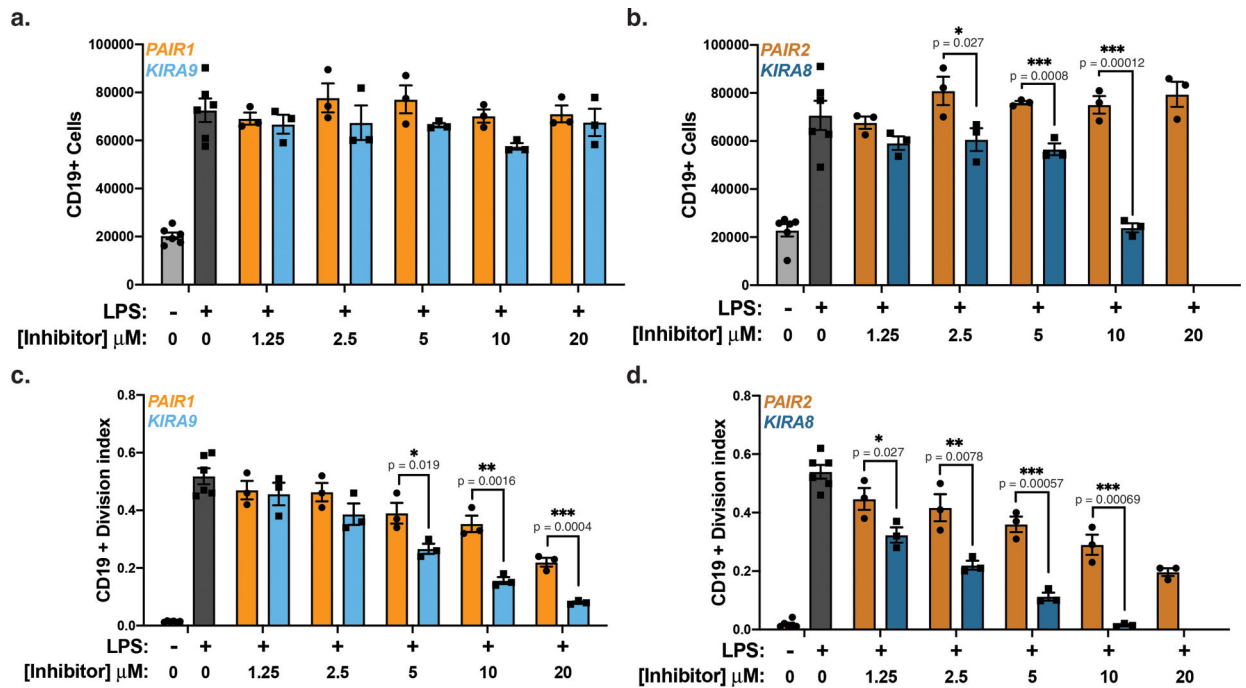 a.
PAIR1
KIRA9
CD19+ Cells
100000
80000
60000
40000
20000
0
LPS: - + + + + + +
[Inhibitor] μM: 0 0 1.25 2.5 5 10 20
b.
PAIR2
KIRA8
CD19+ Cells
100000
80000
60000
40000
20000
0
*
p = 0.027
***
p = 0.0008
***
p = 0.00012
LPS: - + + + + + +
[Inhibitor] μM: 0 0 1.25 2.5 5 10 20
c.
PAIR1
KIRA9
CD19 + Division index
0.8
0.6
0.4
0.2
0.0
*
p = 0.019
**
p = 0.0016
***
p = 0.0004
LPS: - + + + + + +
[Inhibitor] μM: 0 0 1.25 2.5 5 10 20
d.
PAIR2
KIRA8
CD19 + Division index
0.8
0.6
0.4
0.2
0.0
*
p = 0.027
**
p = 0.0078
***
p = 0.00057
***
p = 0.00069
LPS: - + + + + + +
[Inhibitor] μM: 0 0 1.25 2.5 5 10 20